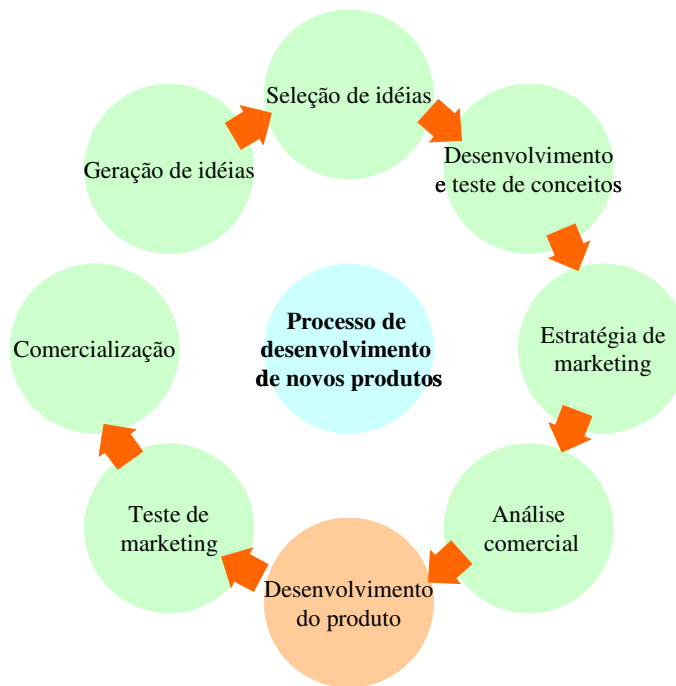 Seleção de idéias
Geração de idéias
Desenvolvimento
e teste de conceitos
Estratégia de
marketing
Análise
comercial
Desenvolvimento
do produto
Teste de
marketing
Comercialização
Processo de
desenvolvimento
de novos produtos